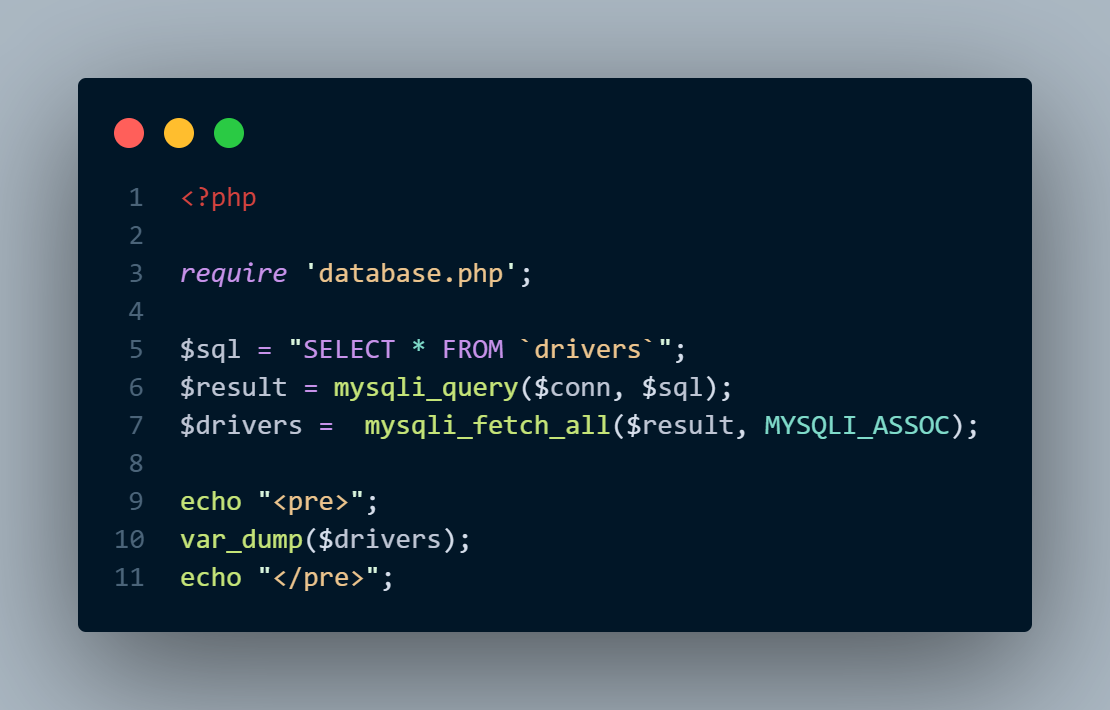 1 <?php
2
3 require 'database.php';
4
5 $sql = "SELECT * FROM `drivers`";
6 $result = mysqli_query($conn, $sql);
7 $drivers =  mysqli_fetch_all($result, MYSQLI_ASSOC);
8
9 echo "<pre>";
10 var_dump($drivers);
11 echo "</pre>";